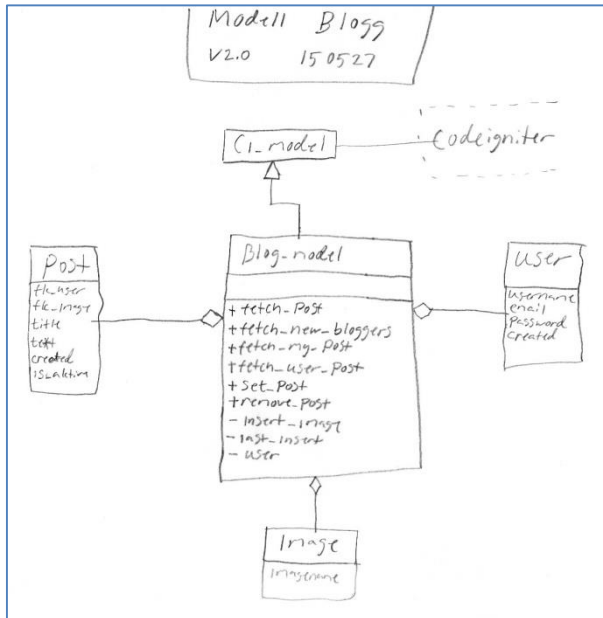 Modell Blogg
V2.0 150527
CI_model
Codeigniter
Blog_model
+fetch_Post
+fetch_new_bloggers
+fetch_my_Post
+fetch_user_Post
+set_Post
+remove_Post
-insert_image
-last_insert
-user
Post
fk_user
fk_image
title
text
created
is_aktive
User
username
email
Password
created
Image
Imagename